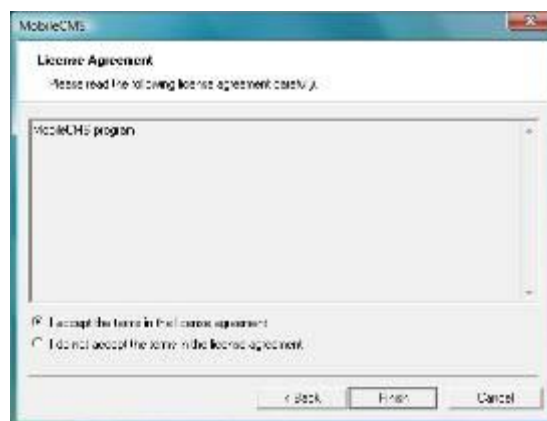 MobileCMS
License Agreement
Please read the following license agreement carefully.
MobileCMS program
I accept the terms in the license agreement
I do not accept the terms in the license agreement
< Back
Finish
Cancel